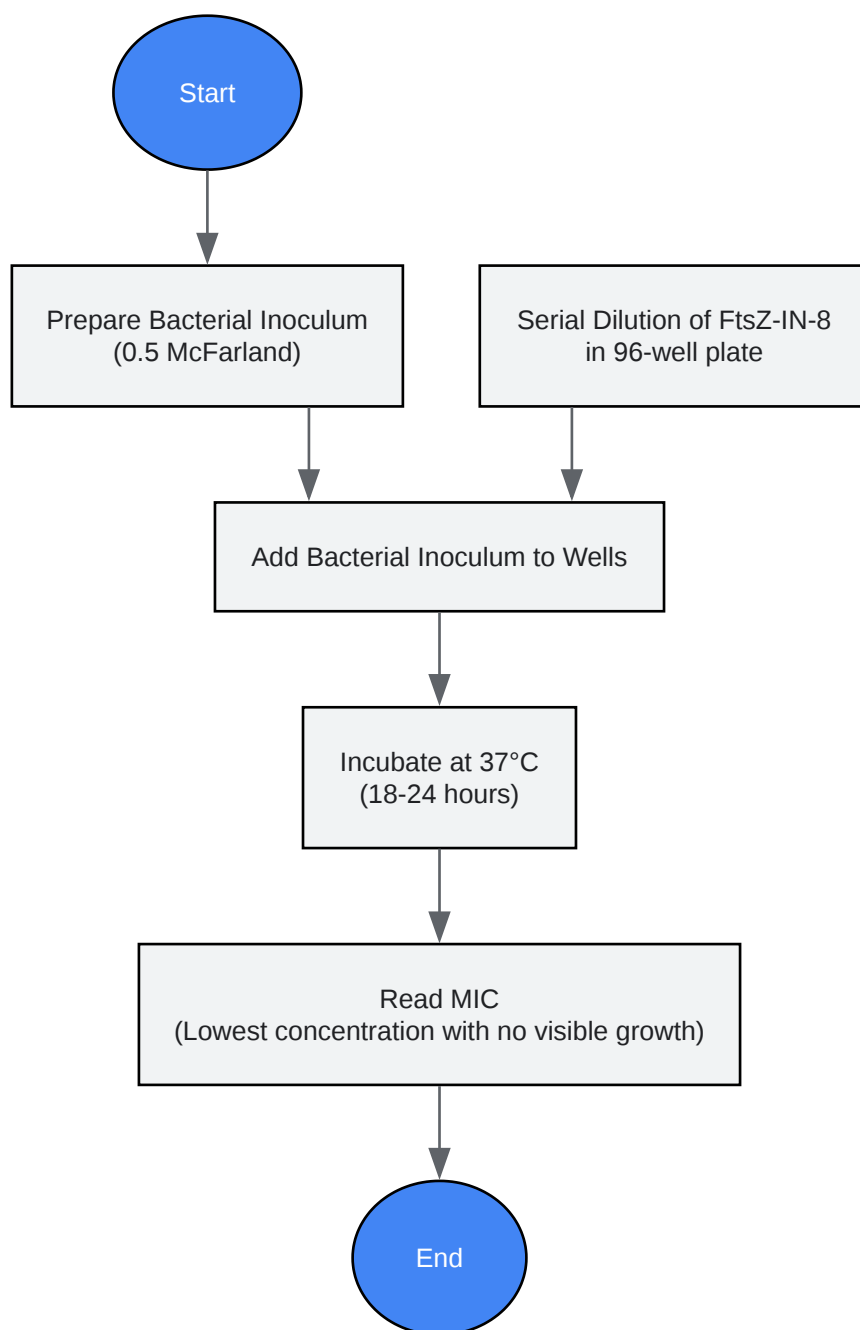 Start
Prepare Bacterial Inoculum
(0.5 McFarland)
Serial Dilution of FtsZ-IN-8
in 96-well plate
Add Bacterial Inoculum to Wells
Incubate at 37°C
(18-24 hours)
Read MIC
(Lowest concentration with no visible growth)
End